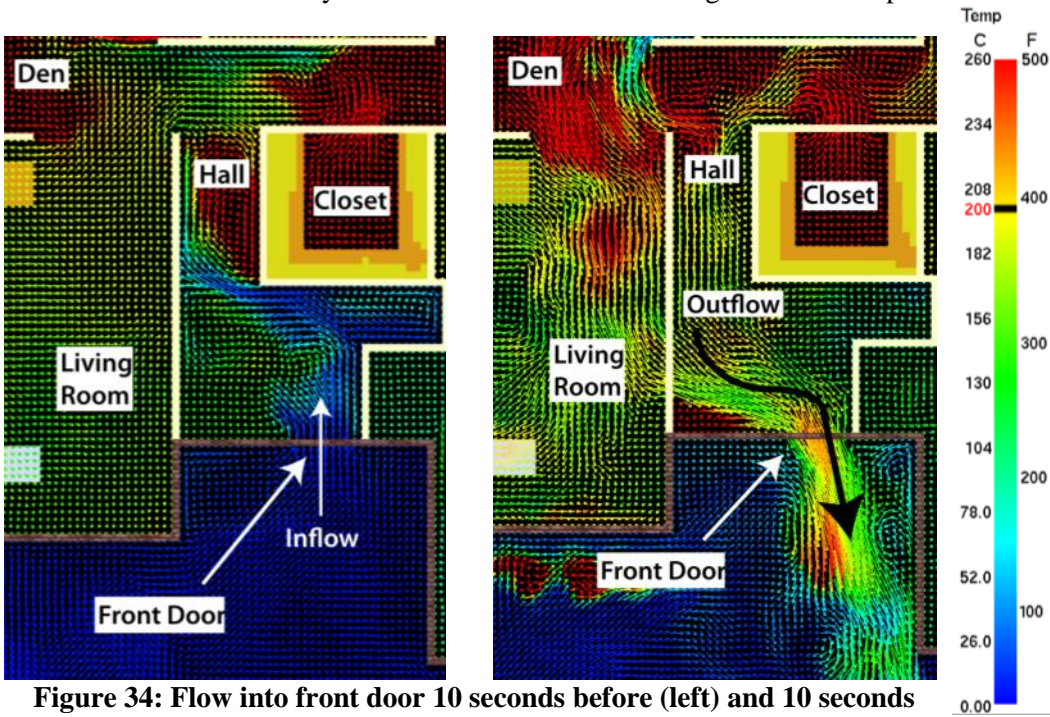 Temp
C F
Den
Hall
Closet
Living
Room
Inflow
Front Door
Den
Hall
Closet
Outflow
Living
Room
Front Door
260 500
234
208
400
200
182
156
300
130
104
200
78.0
52.0
100
26.0
0.00
Figure 34: Flow into front door 10 seconds before (left) and 10 seconds